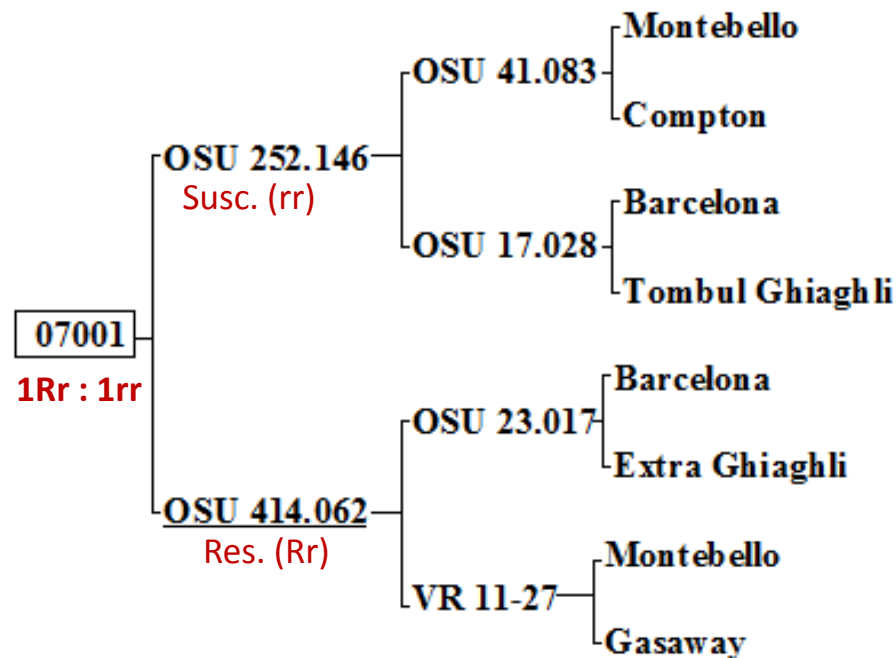 Montebello
OSU 41.083
Compton
OSU 252.146
Susc. (rr)
Barcelona
OSU 17.028
Tombul Ghiaghli
07001
1Rr : 1rr
Barcelona
OSU 23.017
Extra Ghiaghli
OSU 414.062
Res. (Rr)
Montebello
VR 11-27
Gasaway